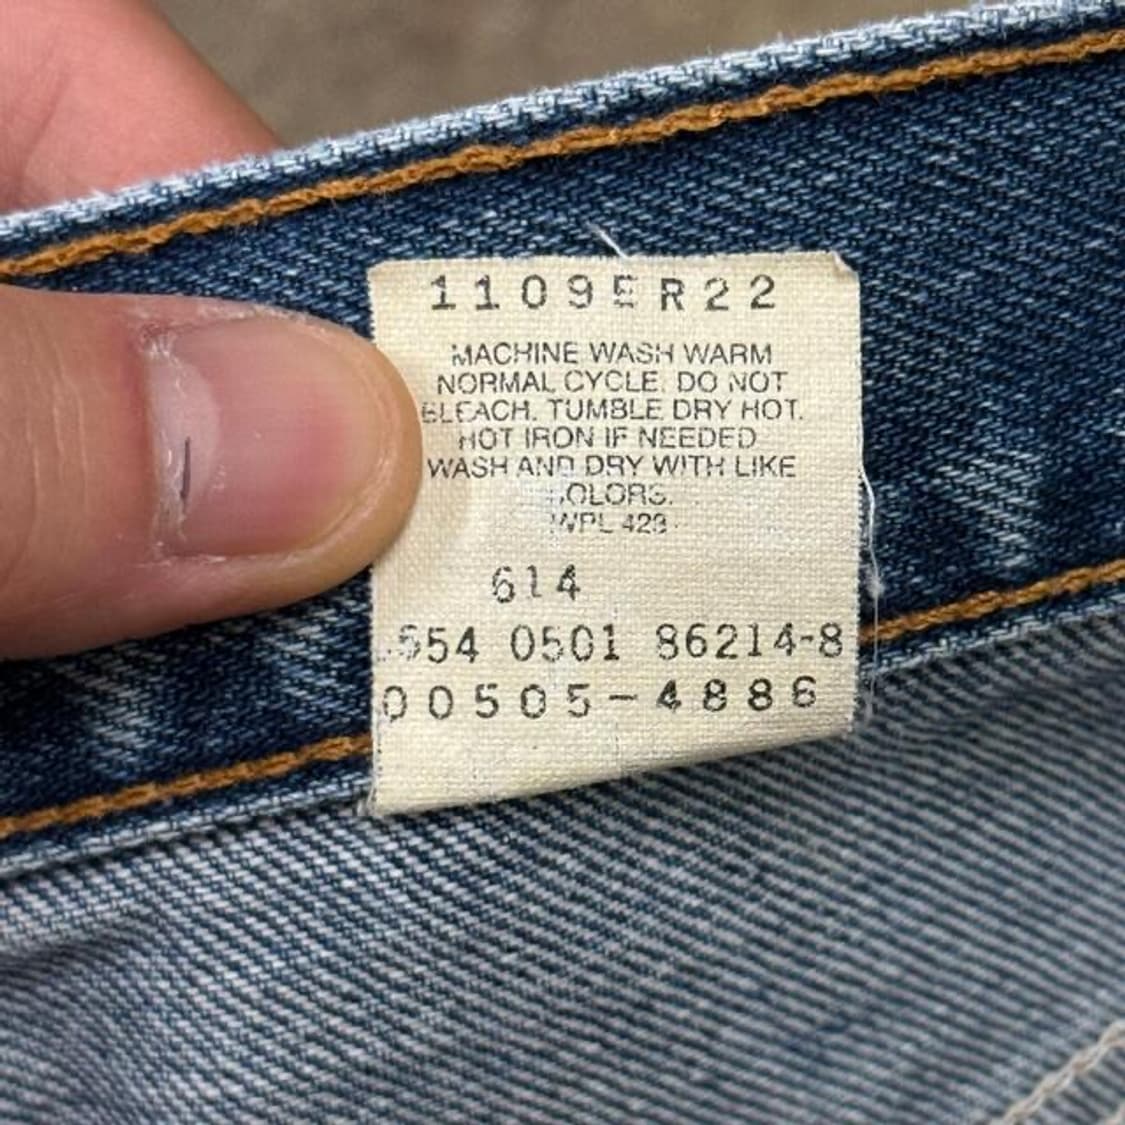 1109ER22
MACHINE WASH WARM
NORMAL CYCLE. DO NOT
BLEACH. TUMBLE DRY HOT.
HOT IRON IF NEEDED
WASH AND DRY WITH LIKE
COLORS.
WPL 423
614
554 0501 86214-8
00505-4886